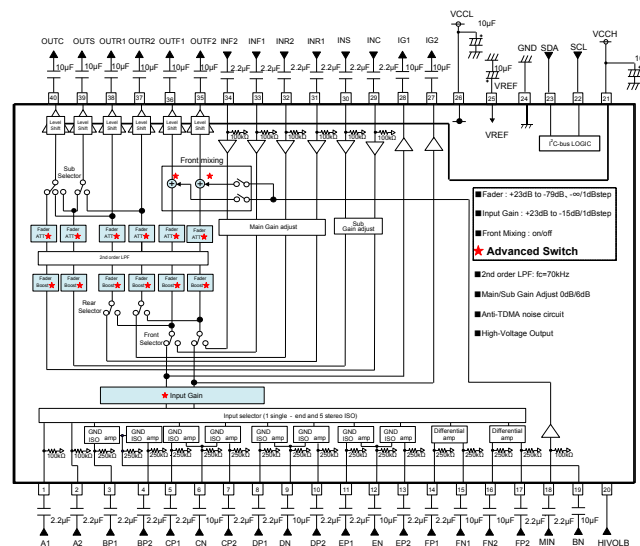 OUTC OUTS OUTR1 OUTR2 OUTF1 OUTF2 INF2 INF1 INR2 INR1 INS INC IG1 IG2 VCCL GND SDA SCL VCCH
10μF 10μF 10μF 10μF 10μF 10μF 2.2μF 2.2μF 2.2μF 2.2μF 2.2μF 2.2μF 10μF 10μF 10μF 10μF
VREF
40 39 38 37 36 35 34 33 32 31 30 29 28 27 26 25 24 23 22 21
Level Shift Level Shift Level Shift Level Shift Level Shift Level Shift
100kΩ 100kΩ 100kΩ 100kΩ 100kΩ 100kΩ
VREF
I²C-bus LOGIC
Front mixing
Sub Selector
■Fader : +23dB to -79dB, -∞/1dBstep
■Input Gain : +23dB to -15dB/1dBstep
■Front Mixing : on/off
★ Advanced Switch
Main Gain adjust
Sub Gain adjust
Fader ATT★ Fader ATT★ Fader ATT★ Fader ATT★ Fader ATT★ Fader ATT★
2nd order LPF
Fader Boost★ Fader Boost★ Fader Boost★ Fader Boost★ Fader Boost★ Fader Boost★
■2nd order LPF: fc=70kHz
■Main/Sub Gain Adjust 0dB/6dB
■Anti-TDMA noise circuit
■High-Voltage Output
Rear Selector
Front Selector
★ Input Gain
Input selector (1 single - end and 5 stereo ISO)
GND ISO amp GND ISO amp GND ISO amp GND ISO amp GND ISO amp GND ISO amp GND ISO amp GND ISO amp Differential amp Differential amp
100kΩ 100kΩ 250kΩ 250kΩ 250kΩ 250kΩ 250kΩ 250kΩ 250kΩ 250kΩ 250kΩ 250kΩ 250kΩ 250kΩ 250kΩ 250kΩ 250kΩ 100kΩ
1 2 3 4 5 6 7 8 9 10 11 12 13 14 15 16 17 18 19 20
2.2μF 2.2μF 2.2μF 2.2μF 2.2μF 10μF 2.2μF 2.2μF 10μF 2.2μF 2.2μF 10μF 2.2μF 2.2μF 10μF 10μF 2.2μF 2.2μF 10μF
A1 A2 BP1 BP2 CP1 CN CP2 DP1 DN DP2 EP1 EN EP2 FP1 FN1 FN2 FP2 MIN BN HIVOLB